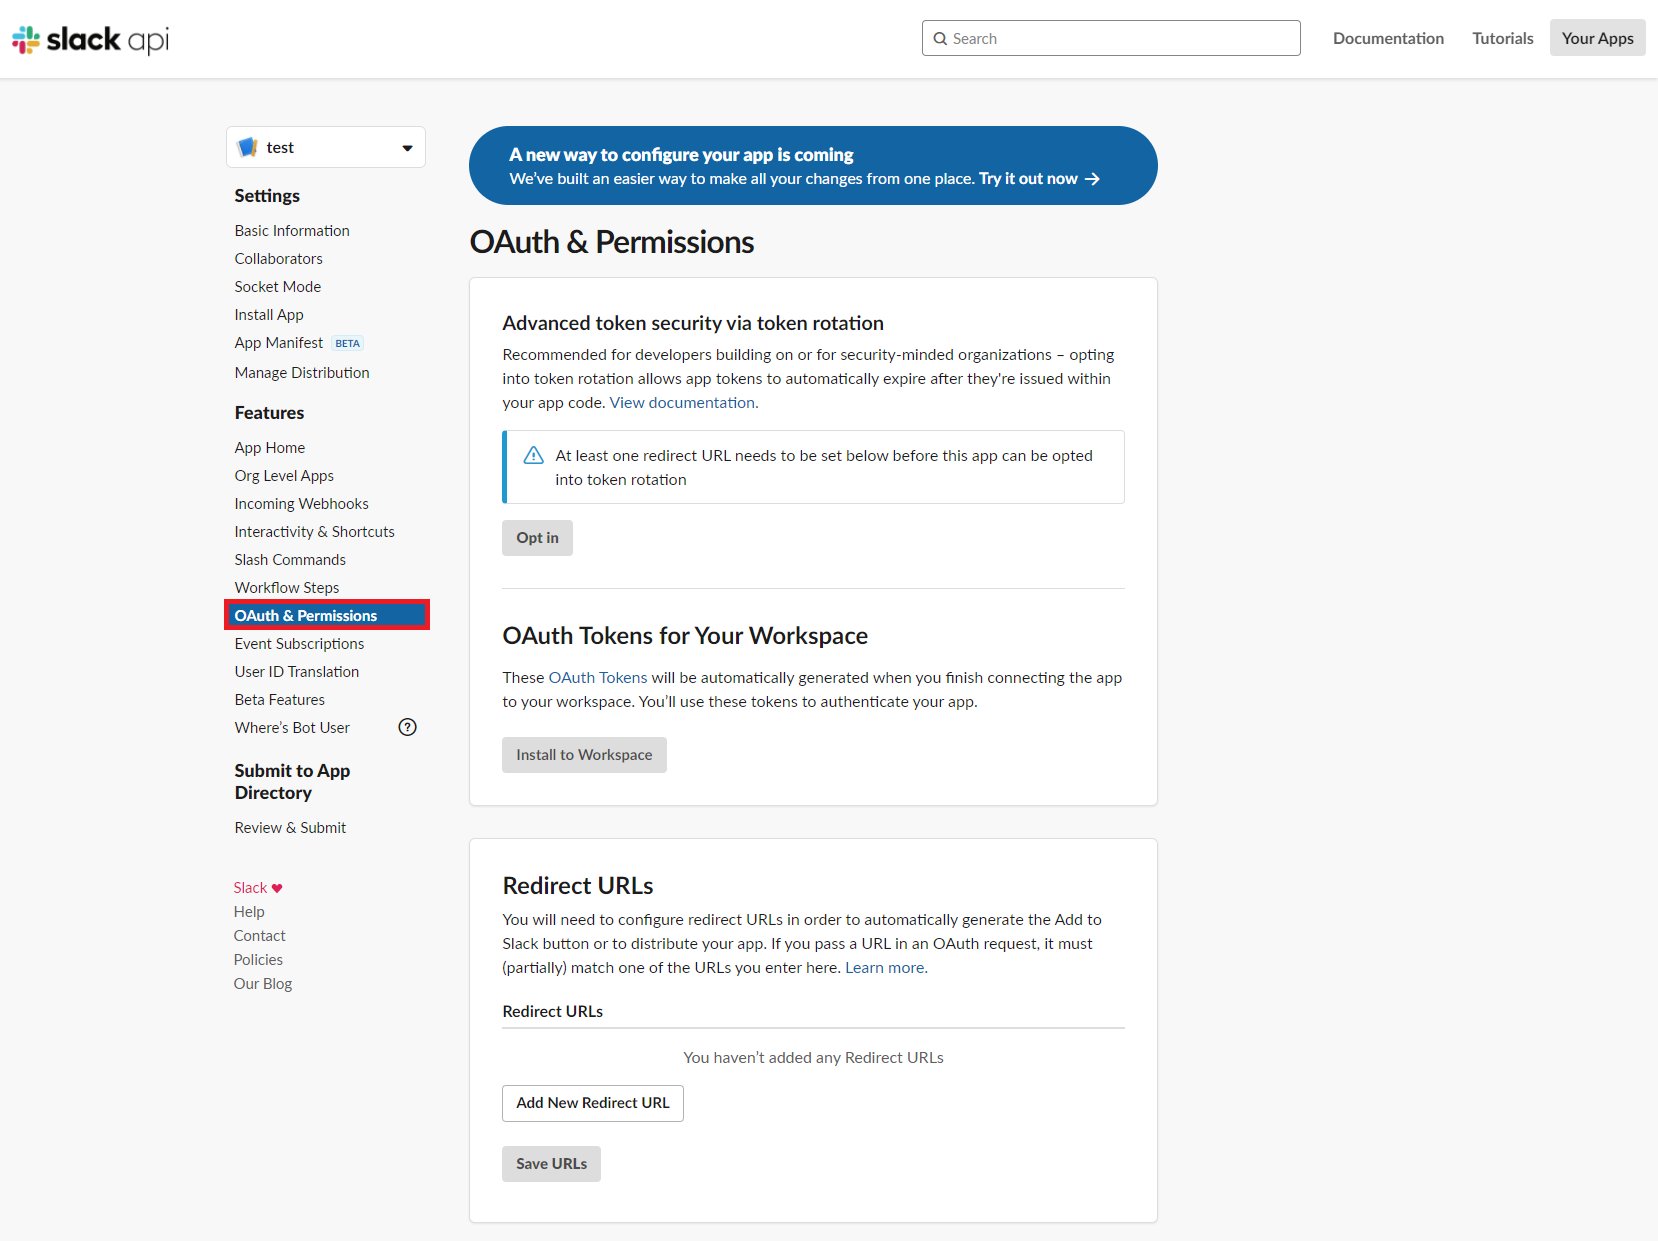 slack api
Search
Documentation
Tutorials
Your Apps
test
Settings
Basic Information
Collaborators
Socket Mode
Install App
App Manifest BETA
Manage Distribution
Features
App Home
Org Level Apps
Incoming Webhooks
Interactivity & Shortcuts
Slash Commands
Workflow Steps
OAuth & Permissions
Event Subscriptions
User ID Translation
Beta Features
Where's Bot User ?
Submit to App
Directory
Review & Submit
Slack ♥
Help
Contact
Policies
Our Blog
A new way to configure your app is coming
We've built an easier way to make all your changes from one place. Try it out now →
OAuth & Permissions
Advanced token security via token rotation
Recommended for developers building on or for security-minded organizations – opting
into token rotation allows app tokens to automatically expire after they're issued within
your app code. View documentation.
At least one redirect URL needs to be set below before this app can be opted
into token rotation
Opt in
OAuth Tokens for Your Workspace
These OAuth Tokens will be automatically generated when you finish connecting the app
to your workspace. You'll use these tokens to authenticate your app.
Install to Workspace
Redirect URLs
You will need to configure redirect URLs in order to automatically generate the Add to
Slack button or to distribute your app. If you pass a URL in an OAuth request, it must
(partially) match one of the URLs you enter here. Learn more.
Redirect URLs
You haven't added any Redirect URLs
Add New Redirect URL
Save URLs